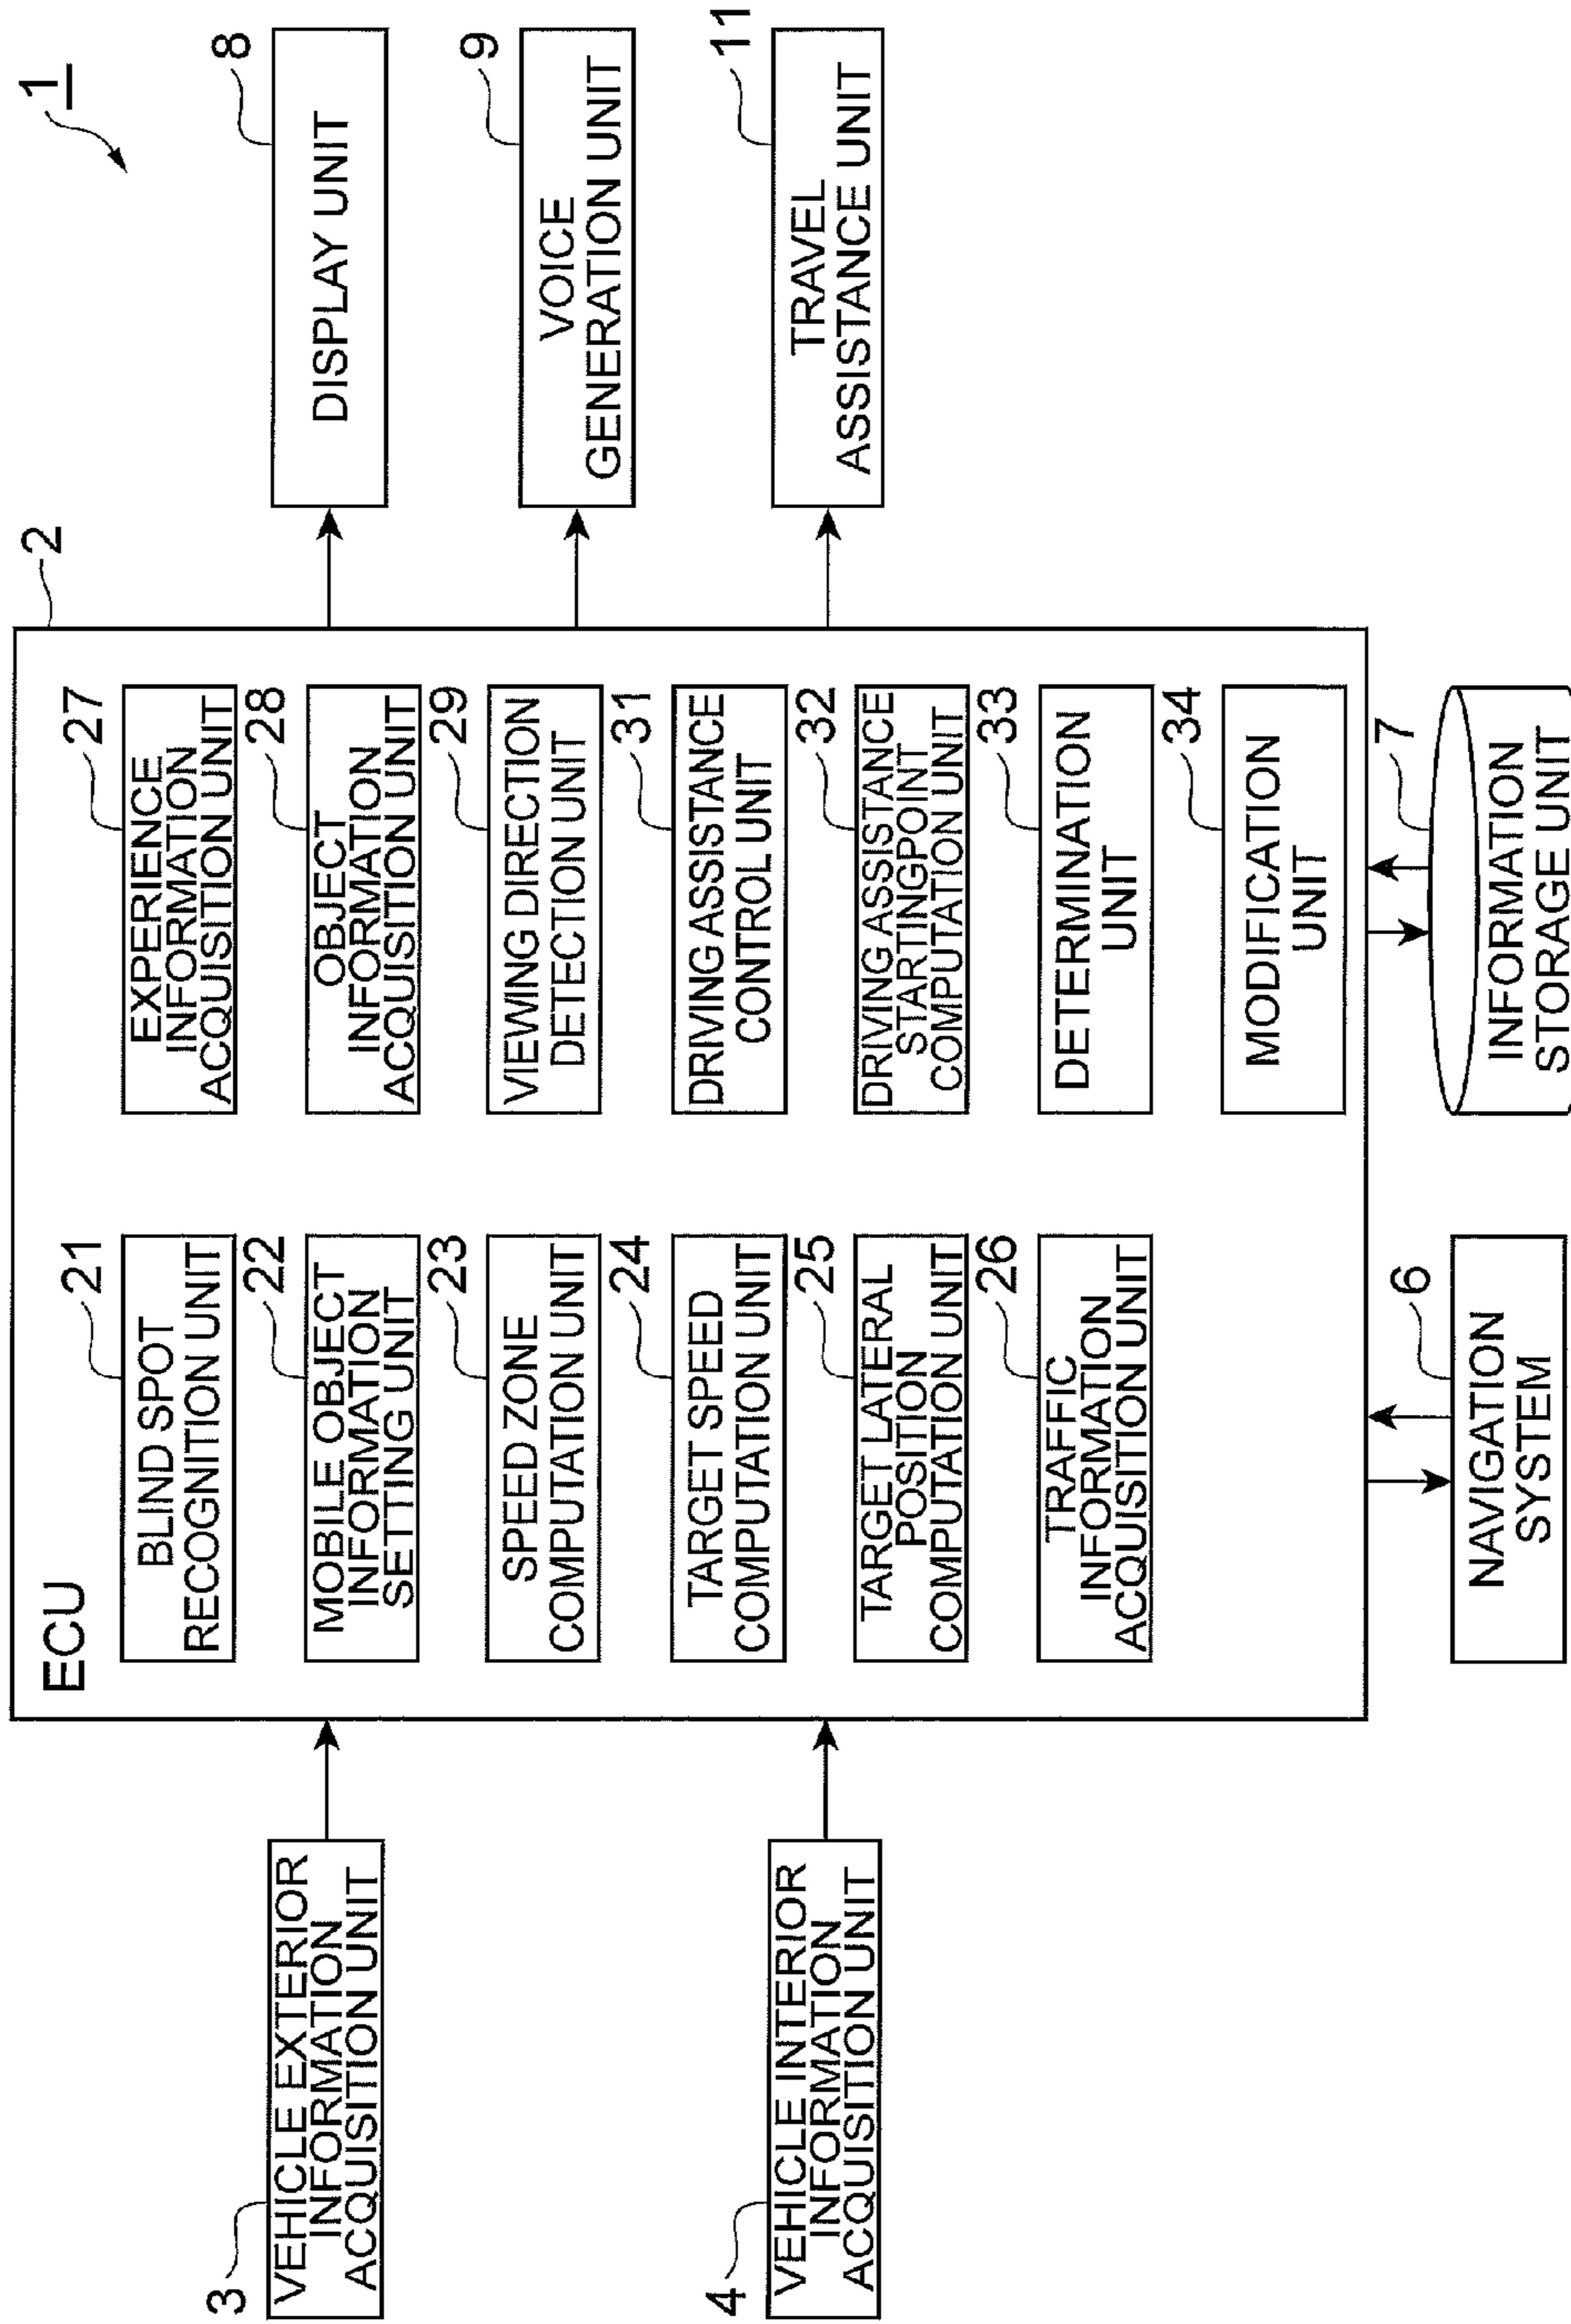 1
2
ECU
3
VEHICLE EXTERIOR
INFORMATION
ACQUISITION UNIT
4
VEHICLE INTERIOR
INFORMATION
ACQUISITION UNIT
21
BLIND SPOT
RECOGNITION UNIT
22
MOBILE OBJECT
INFORMATION
SETTING UNIT
23
SPEED ZONE
COMPUTATION UNIT
24
TARGET SPEED
COMPUTATION UNIT
25
TARGET LATERAL
POSITION
COMPUTATION UNIT
26
TRAFFIC
INFORMATION
ACQUISITION UNIT
27
EXPERIENCE
INFORMATION
ACQUISITION UNIT
28
OBJECT
INFORMATION
ACQUISITION UNIT
29
VIEWING DIRECTION
DETECTION UNIT
31
DRIVING ASSISTANCE
CONTROL UNIT
32
DRIVING ASSISTANCE
STARTINGPOINT
COMPUTATION UNIT
33
DETERMINATION
UNIT
34
MODIFICATION
UNIT
8
DISPLAY UNIT
9
VOICE
GENERATION UNIT
11
TRAVEL
ASSISTANCE UNIT
6
NAVIGATION
SYSTEM
7
INFORMATION
STORAGE UNIT